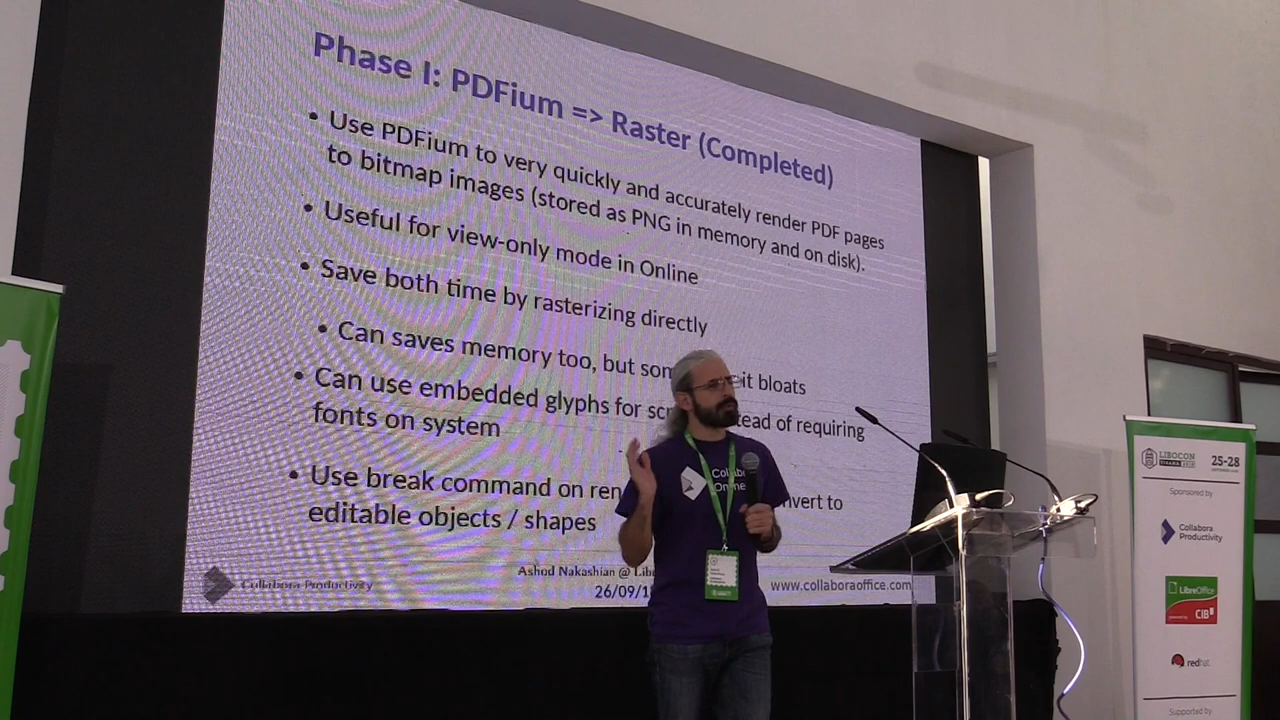 Phase I: PDFium => Raster (Completed)
• Use PDFium to very quickly and accurately render PDF pages
to bitmap images (stored as PNG in memory and on disk).
• Useful for view-only mode in Online
• Save both time by rasterizing directly
• Can saves memory too, but som it bloats
• Can use embedded glyphs for scr tead of requiring
fonts on system
• Use break command on ren nvert to
editable objects / shapes
Collabora Productivity
Ashod Nakashian @ Lib
26/09/1
www.collaboraoffice.com
Collabo
Online
LIBOCON
25-28
Sponsored by
Collabora
Productivity
LibreOffice
CIB
redhat
Supported by